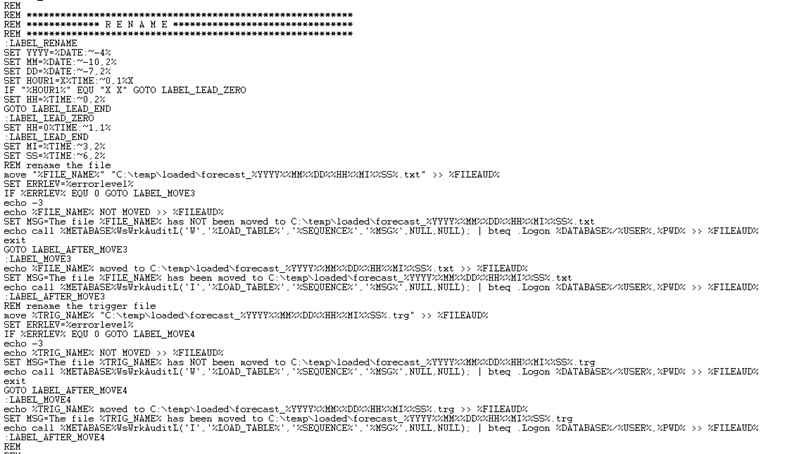 REM
REM **********************************************************
REM ************* R E N A M E ********************************
REM **********************************************************
:LABEL_RENAME
SET YYYY=%DATE:~-4%
SET MM=%DATE:~-10,2%
SET DD=%DATE:~-7,2%
SET HOUR1=X%TIME:~0,1%X
IF "%HOUR1%" EQU "X X" GOTO LABEL_LEAD_ZERO
SET HH=%TIME:~0,2%
GOTO LABEL_LEAD_END
:LABEL_LEAD_ZERO
SET HH=0%TIME:~1,1%
:LABEL_LEAD_END
SET MI=%TIME:~3,2%
SET SS=%TIME:~6,2%
REM rename the file
move "%FILE_NAME%" "C:\temp\loaded\forecast_%YYYY%%MM%%DD%%HH%%MI%%SS%.txt" >> %FILEAUD%
SET ERRLEV=%errorlevel%
IF %ERRLEV% EQU 0 GOTO LABEL_MOVE3
echo -3
echo %FILE_NAME% NOT MOVED >> %FILEAUD%
SET MSG=The file %FILE_NAME% has NOT been moved to C:\temp\loaded\forecast_%YYYY%%MM%%DD%%HH%%MI%%SS%.txt
echo call %METABASE%WsWrkAuditL('W','%LOAD_TABLE%','%SEQUENCE%','%MSG%',NULL,NULL); | bteq .Logon %DATABASE%/%USER%,%PWD% >> %FILEAUD%
exit
GOTO LABEL_AFTER_MOVE3
:LABEL_MOVE3
echo %FILE_NAME% moved to C:\temp\loaded\forecast_%YYYY%%MM%%DD%%HH%%MI%%SS%.txt >> %FILEAUD%
SET MSG=The file %FILE_NAME% has been moved to C:\temp\loaded\forecast_%YYYY%%MM%%DD%%HH%%MI%%SS%.txt
echo call %METABASE%WsWrkAuditL('I','%LOAD_TABLE%','%SEQUENCE%','%MSG%',NULL,NULL); | bteq .Logon %DATABASE%/%USER%,%PWD% >> %FILEAUD%
:LABEL_AFTER_MOVE3
REM rename the trigger file
move %TRIG_NAME% "C:\temp\loaded\forecast_%YYYY%%MM%%DD%%HH%%MI%%SS%.trg" >> %FILEAUD%
SET ERRLEV=%errorlevel%
IF %ERRLEV% EQU 0 GOTO LABEL_MOVE4
echo -3
echo %TRIG_NAME% NOT MOVED >> %FILEAUD%
SET MSG=The file %TRIG_NAME% has NOT been moved to C:\temp\loaded\forecast_%YYYY%%MM%%DD%%HH%%MI%%SS%.trg
echo call %METABASE%WsWrkAuditL('W','%LOAD_TABLE%','%SEQUENCE%','%MSG%',NULL,NULL); | bteq .Logon %DATABASE%/%USER%,%PWD% >> %FILEAUD%
exit
GOTO LABEL_AFTER_MOVE4
:LABEL_MOVE4
echo %TRIG_NAME% moved to C:\temp\loaded\forecast_%YYYY%%MM%%DD%%HH%%MI%%SS%.trg >> %FILEAUD%
SET MSG=The file %TRIG_NAME% has been moved to C:\temp\loaded\forecast_%YYYY%%MM%%DD%%HH%%MI%%SS%.trg
echo call %METABASE%WsWrkAuditL('I','%LOAD_TABLE%','%SEQUENCE%','%MSG%',NULL,NULL); | bteq .Logon %DATABASE%/%USER%,%PWD% >> %FILEAUD%
:LABEL_AFTER_MOVE4
REM